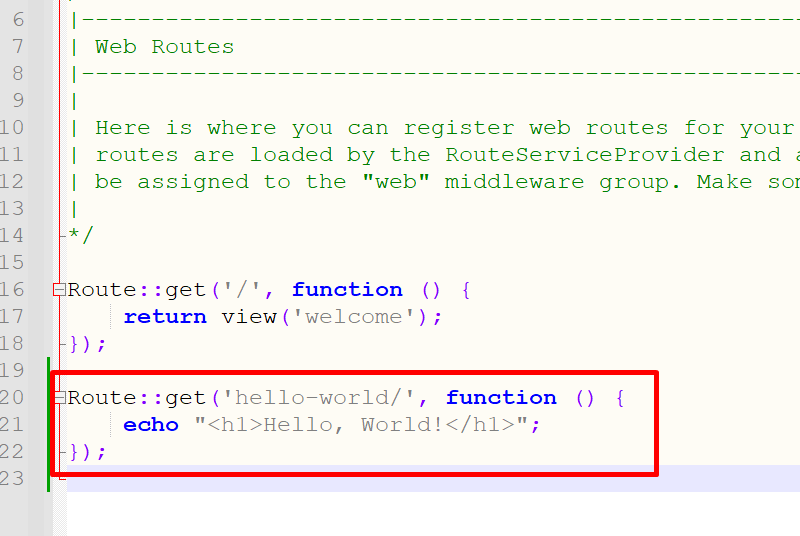 6 |---------------------------------------------------
7 | Web Routes
8 |---------------------------------------------------
9 |
10 | Here is where you can register web routes for your
11 | routes are loaded by the RouteServiceProvider and
12 | be assigned to the "web" middleware group. Make
13 |
14 */
15
16 Route::get('/', function () {
17 return view('welcome');
18 });
19
20 Route::get('hello-world/', function () {
21 echo "<h1>Hello, World!</h1>";
22 });
23